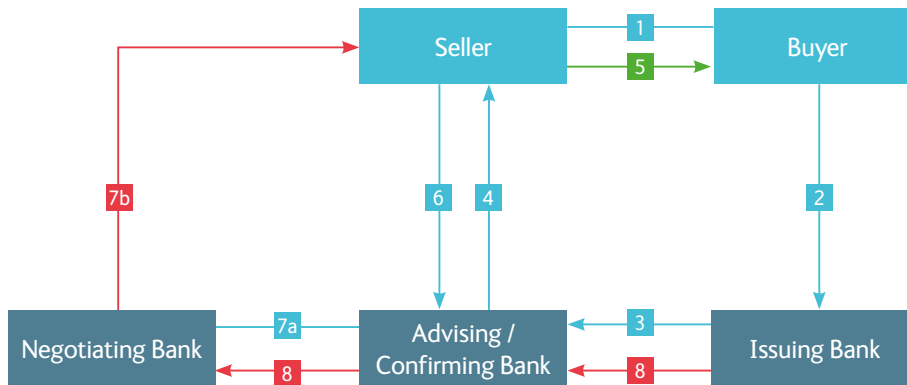 Seller
1
Buyer
5
7b
6
4
2
Negotiating Bank
7a
8
Advising /
Confirming Bank
3
8
Issuing Bank